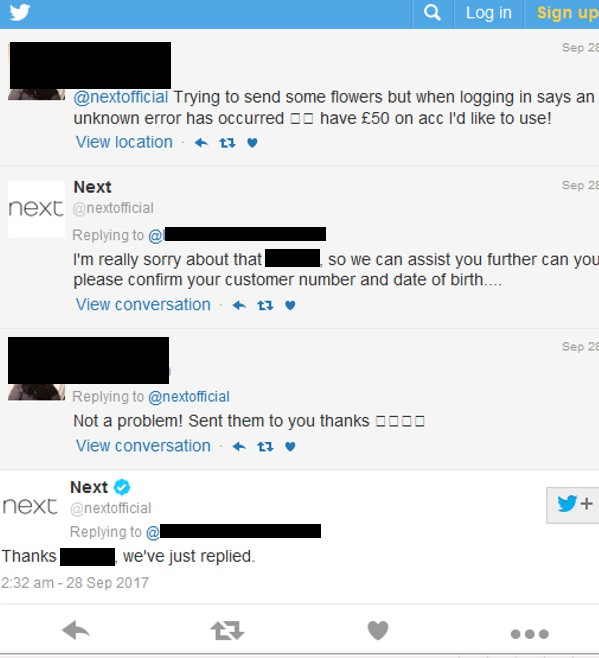 Log in
Sign up
Sep 28
@nextofficial Trying to send some flowers but when logging in says an
unknown error has occurred □□ have £50 on acc I'd like to use!
View location
Next
Sep 28
next
@nextofficial
Replying to @
I'm really sorry about that , so we can assist you further can you
please confirm your customer number and date of birth....
View conversation
Sep 28
Replying to @nextofficial
Not a problem! Sent them to you thanks □□□□
View conversation
Next
next
@nextofficial
Replying to @
Thanks , we've just replied.
2:32 am - 28 Sep 2017